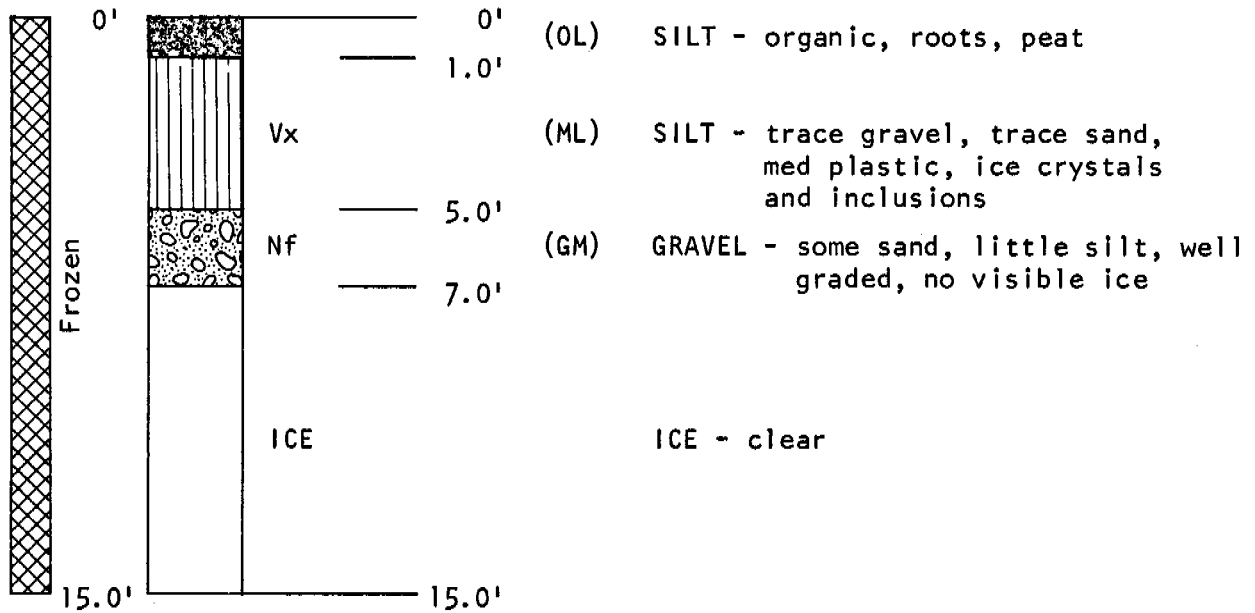 0' 0' (OL) SILT - organic, roots, peat
1.0'
Vx (ML) SILT - trace gravel, trace sand,
med plastic, ice crystals
and inclusions
5.0'
Nf (GM) GRAVEL - some sand, little silt, well
graded, no visible ice
7.0'
Frozen
ICE ICE - clear
15.0' 15.0'